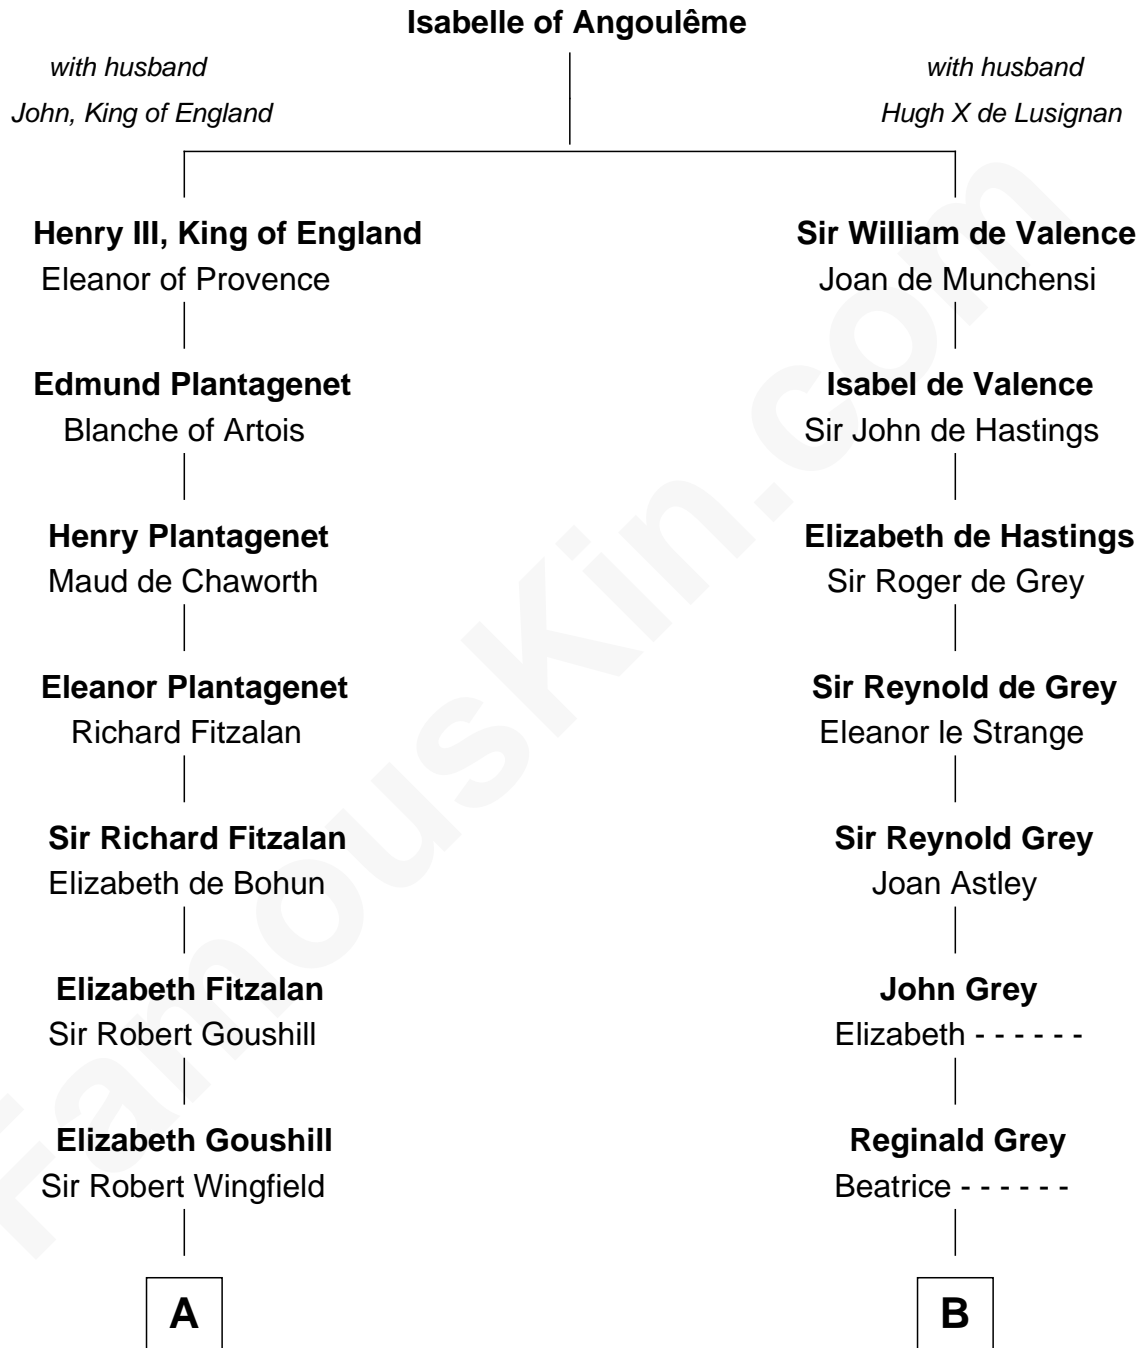 Isabelle of Angoulême
with husband
John, King of England
with husband
Hugh X de Lusignan
Henry III, King of England
Eleanor of Provence
Sir William de Valence
Joan de Munchensi
Edmund Plantagenet
Blanche of Artois
Isabel de Valence
Sir John de Hastings
Henry Plantagenet
Maud de Chaworth
Elizabeth de Hastings
Sir Roger de Grey
Eleanor Plantagenet
Richard Fitzalan
Sir Reynold de Grey
Eleanor le Strange
Sir Richard Fitzalan
Elizabeth de Bohun
Sir Reynold Grey
Joan Astley
Elizabeth Fitzalan
Sir Robert Goushill
John Grey
Elizabeth - - - - - -
Elizabeth Goushill
Sir Robert Wingfield
Reginald Grey
Beatrice - - - - - -
A
B
FamousKin.com